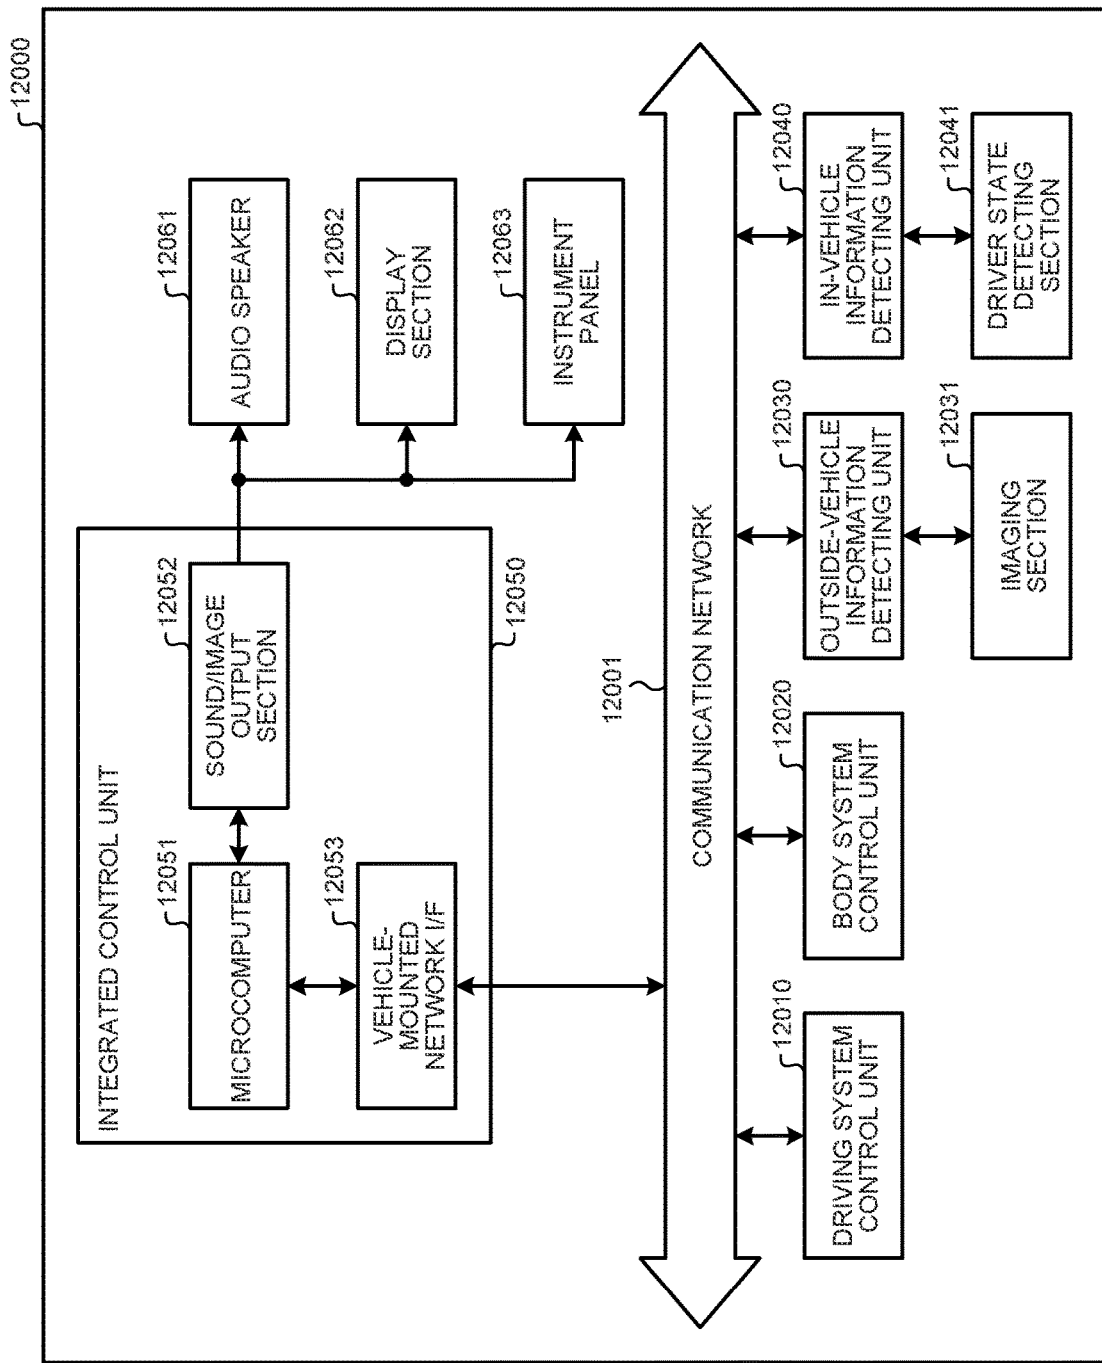 12000
INTEGRATED CONTROL UNIT
12051
MICROCOMPUTER
12052
SOUND/IMAGE
OUTPUT
SECTION
12061
AUDIO SPEAKER
12053
VEHICLE-
MOUNTED
NETWORK I/F
12062
DISPLAY
SECTION
12050
12063
INSTRUMENT
PANEL
12001
COMMUNICATION NETWORK
12010
DRIVING SYSTEM
CONTROL UNIT
12020
BODY SYSTEM
CONTROL UNIT
12030
OUTSIDE-VEHICLE
INFORMATION
DETECTING UNIT
12040
IN-VEHICLE
INFORMATION
DETECTING UNIT
12031
IMAGING
SECTION
12041
DRIVER STATE
DETECTING
SECTION